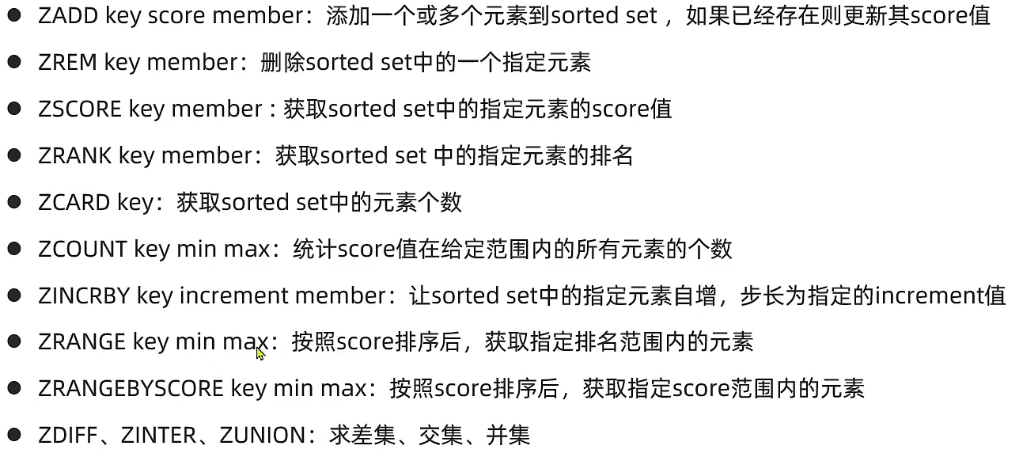 ● ZADD key score member：添加一个或多个元素到sorted set ，如果已经存在则更新其score值
● ZREM key member：删除sorted set中的一个指定元素
● ZSCORE key member : 获取sorted set中的指定元素的score值
● ZRANK key member：获取sorted set 中的指定元素的排名
● ZCARD key：获取sorted set中的元素个数
● ZCOUNT key min max：统计score值在给定范围内的所有元素的个数
● ZINCRBY key increment member：让sorted set中的指定元素自增，步长为指定的increment值
● ZRANGE key min max：按照score排序后，获取指定排名范围内的元素
● ZRANGEBYSCORE key min max：按照score排序后，获取指定score范围内的元素
● ZDIFF、ZINTER、ZUNION：求差集、交集、并集